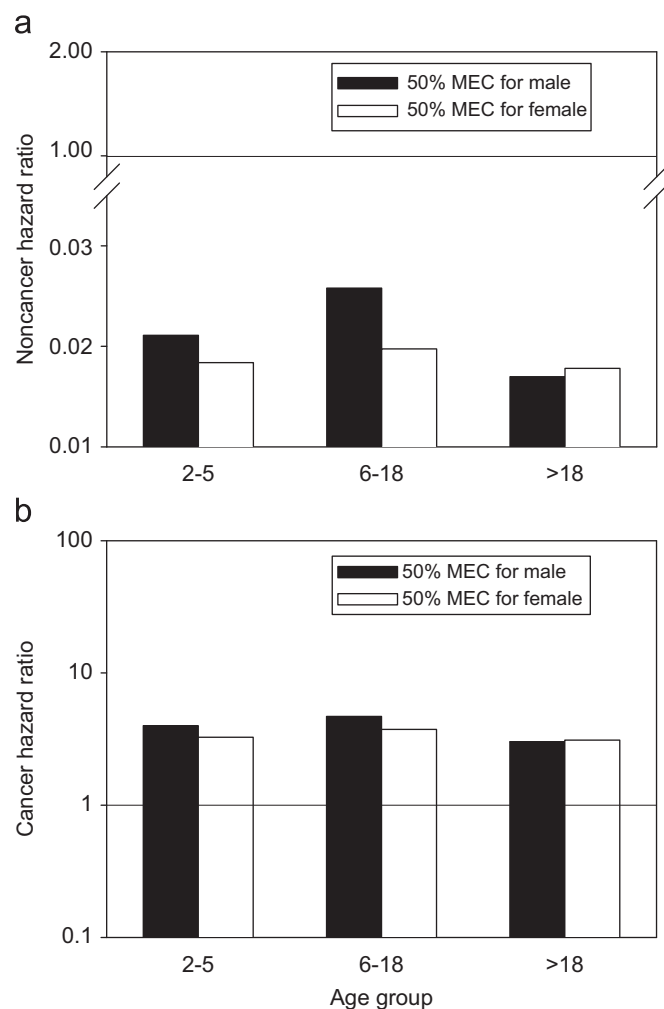 a
2.00
50% MEC for male
50% MEC for female
1.00
Noncancer hazard ratio
0.03
0.02
0.01
2-5 6-18 >18
b
100
50% MEC for male
50% MEC for female
10
Cancer hazard ratio
1
0.1
2-5 6-18 >18
Age group